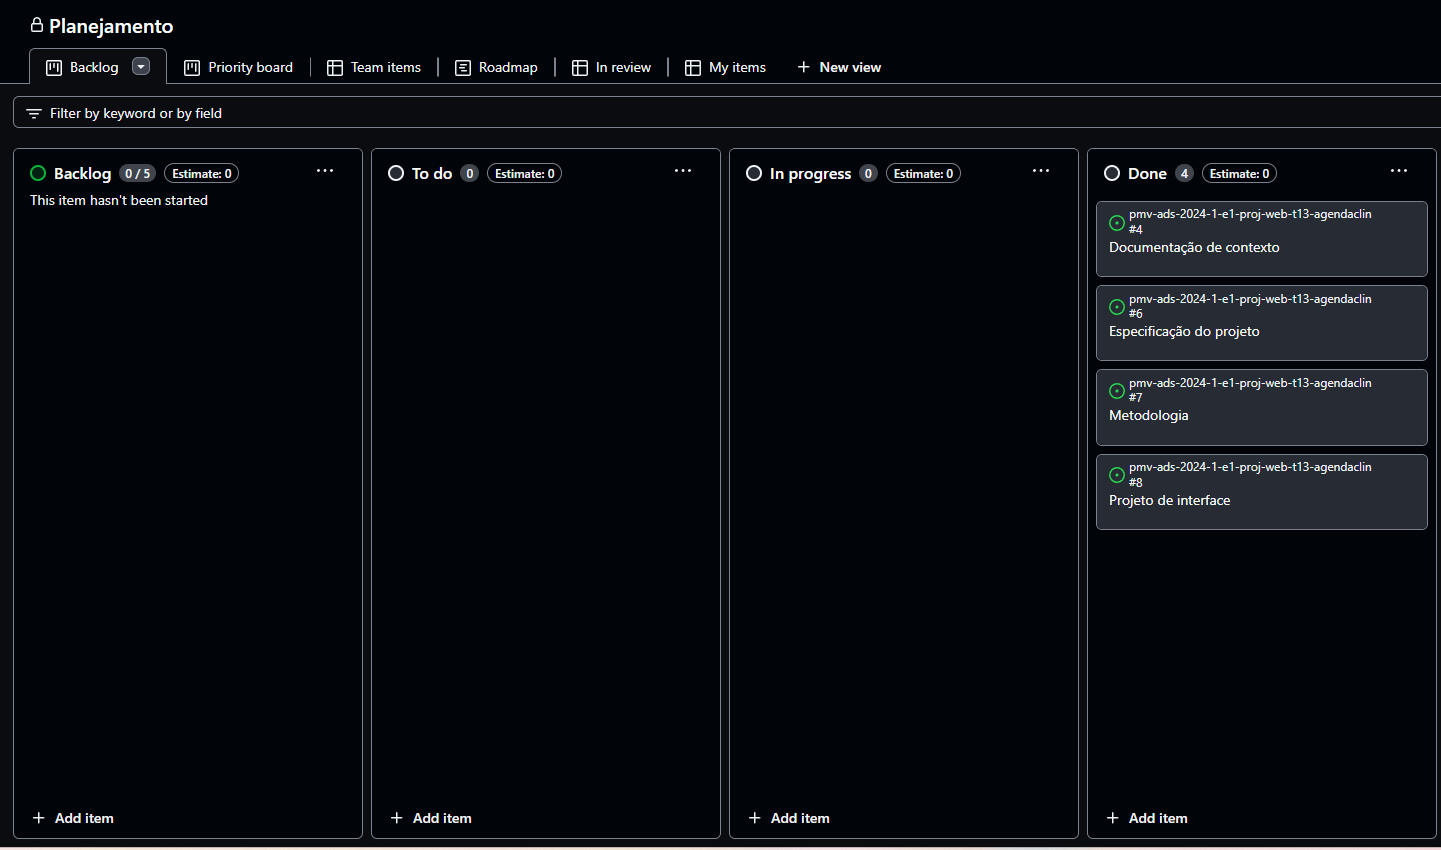 Planejamento
Backlog
Priority board
Team items
Roadmap
In review
My items
New view
Filter by keyword or by field
Backlog 0 / 5 Estimate: 0
This item hasn't been started
Add item
To do 0 Estimate: 0
Add item
In progress 0 Estimate: 0
Add item
Done 4 Estimate: 0
pmv-ads-2024-1-e1-proj-web-t13-agendaclin
#4
Documentação de contexto
pmv-ads-2024-1-e1-proj-web-t13-agendaclin
#6
Especificação do projeto
pmv-ads-2024-1-e1-proj-web-t13-agendaclin
#7
Metodologia
pmv-ads-2024-1-e1-proj-web-t13-agendaclin
#8
Projeto de interface
Add item